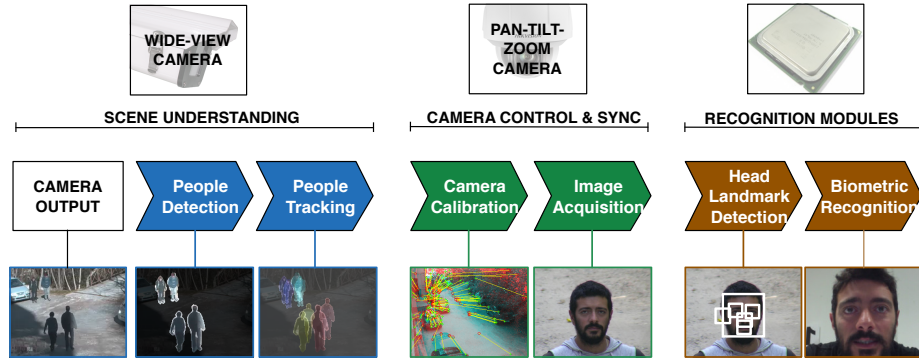 WIDE-VIEW
CAMERA
PAN-TILT-
ZOOM
CAMERA
SCENE UNDERSTANDING
CAMERA CONTROL & SYNC
RECOGNITION MODULES
CAMERA
OUTPUT
People
Detection
People
Tracking
Camera
Calibration
Image
Acquisition
Head
Landmark
Detection
Biometric
Recognition